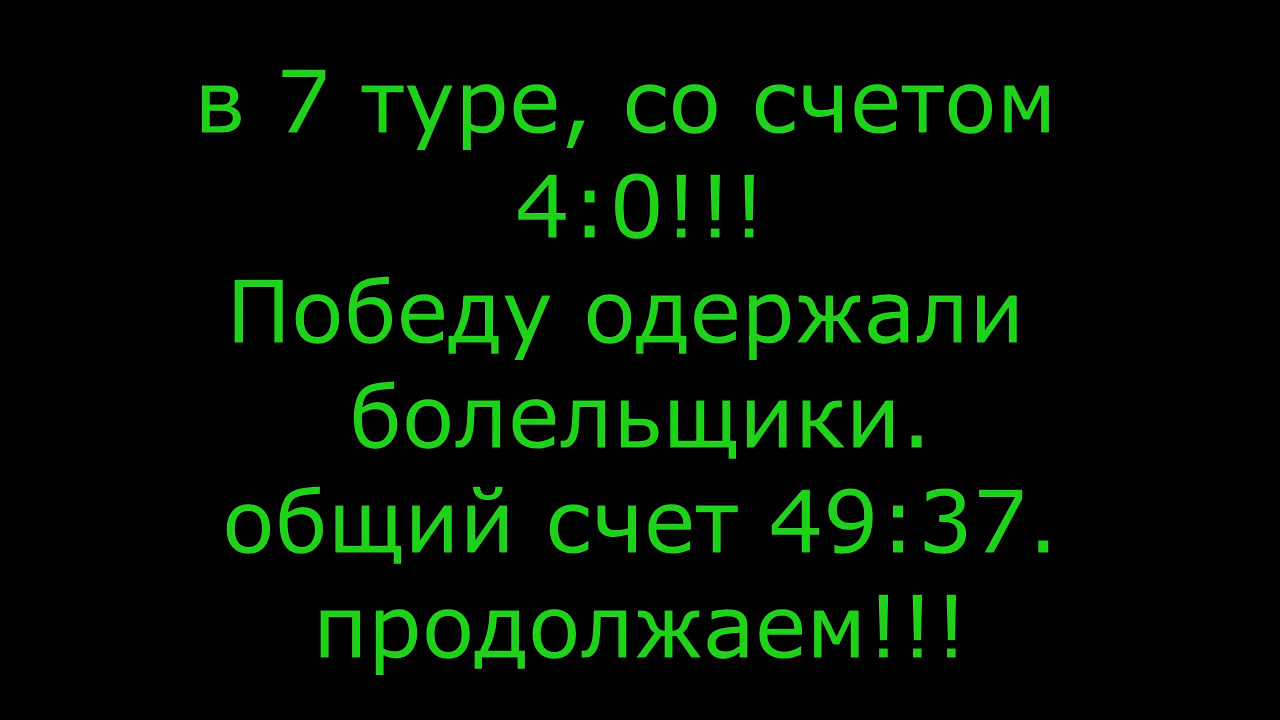 в 7 туре, со счетом
4:0!!!
Победу одержали
болельщики.
общий счет 49:37.
продолжаем!!!